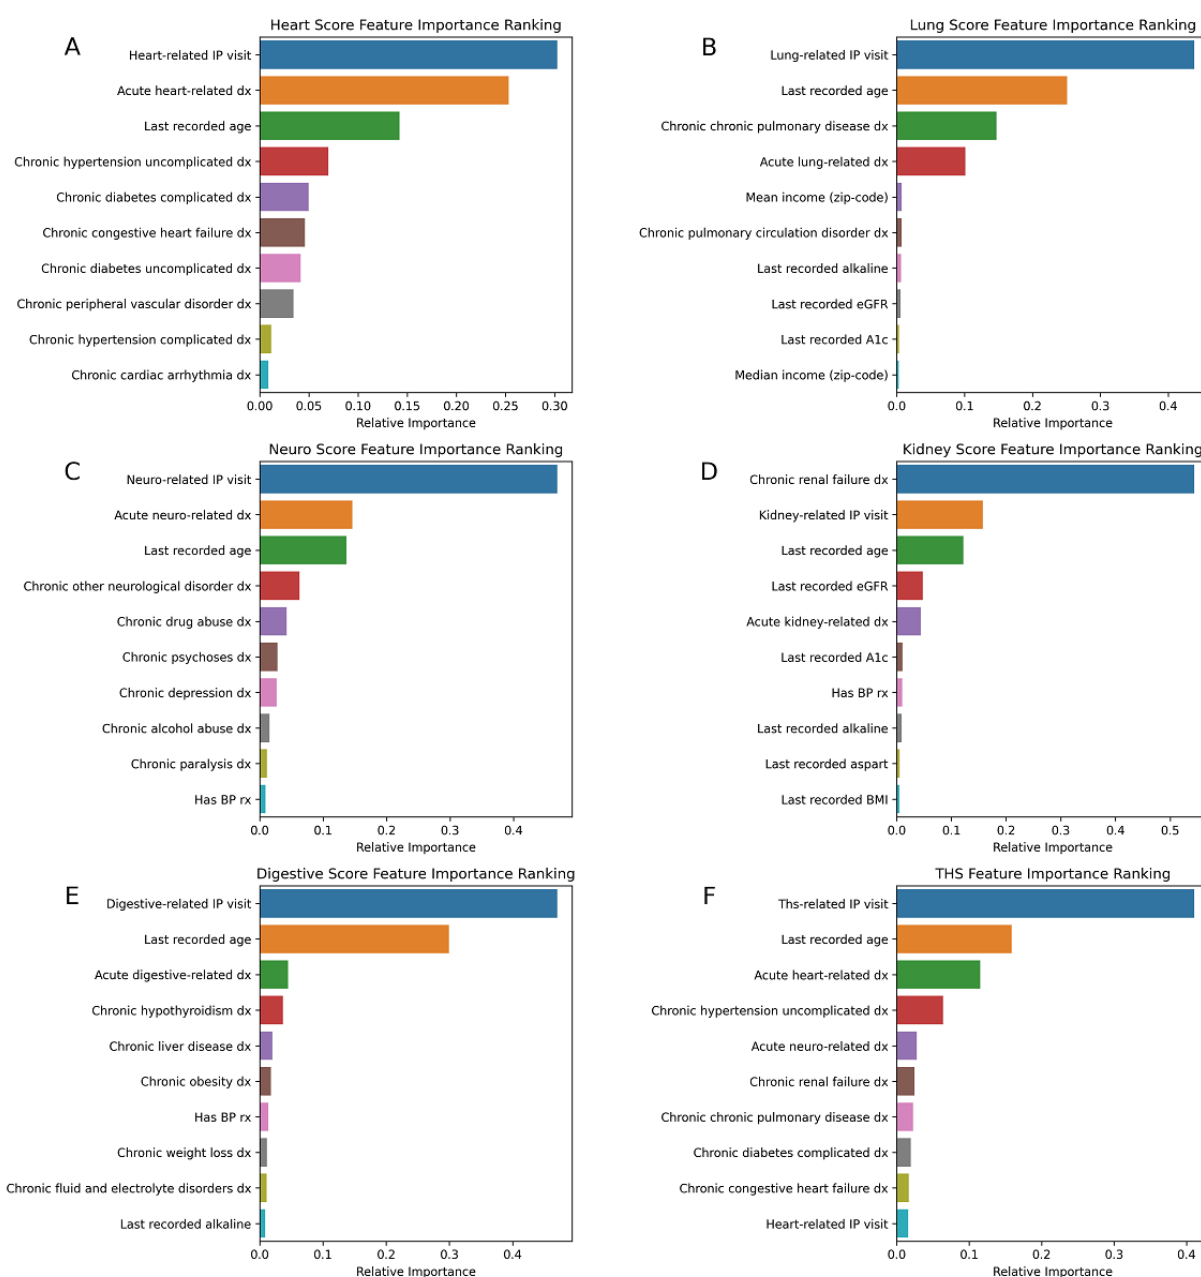 A
Heart Score Feature Importance Ranking
Heart-related IP visit
Acute heart-related dx
Last recorded age
Chronic hypertension uncomplicated dx
Chronic diabetes complicated dx
Chronic congestive heart failure dx
Chronic diabetes uncomplicated dx
Chronic peripheral vascular disorder dx
Chronic hypertension complicated dx
Chronic cardiac arrhythmia dx
0.00 0.05 0.10 0.15 0.20 0.25 0.30
Relative Importance
B
Lung Score Feature Importance Ranking
Lung-related IP visit
Last recorded age
Chronic chronic pulmonary disease dx
Acute lung-related dx
Mean income (zip-code)
Chronic pulmonary circulation disorder dx
Last recorded alkaline
Last recorded eGFR
Last recorded A1c
Median income (zip-code)
0.0 0.1 0.2 0.3 0.4
Relative Importance
C
Neuro Score Feature Importance Ranking
Neuro-related IP visit
Acute neuro-related dx
Last recorded age
Chronic other neurological disorder dx
Chronic drug abuse dx
Chronic psychoses dx
Chronic depression dx
Chronic alcohol abuse dx
Chronic paralysis dx
Has BP rx
0.0 0.1 0.2 0.3 0.4
Relative Importance
D
Kidney Score Feature Importance Ranking
Chronic renal failure dx
Kidney-related IP visit
Last recorded age
Last recorded eGFR
Acute kidney-related dx
Last recorded A1c
Has BP rx
Last recorded alkaline
Last recorded aspart
Last recorded BMI
0.0 0.1 0.2 0.3 0.4 0.5
Relative Importance
E
Digestive Score Feature Importance Ranking
Digestive-related IP visit
Last recorded age
Acute digestive-related dx
Chronic hypothyroidism dx
Chronic liver disease dx
Chronic obesity dx
Has BP rx
Chronic weight loss dx
Chronic fluid and electrolyte disorders dx
Last recorded alkaline
0.0 0.1 0.2 0.3 0.4
Relative Importance
F
THS Feature Importance Ranking
Ths-related IP visit
Last recorded age
Acute heart-related dx
Chronic hypertension uncomplicated dx
Acute neuro-related dx
Chronic renal failure dx
Chronic chronic pulmonary disease dx
Chronic diabetes complicated dx
Chronic congestive heart failure dx
Heart-related IP visit
0.0 0.1 0.2 0.3 0.4
Relative Importance